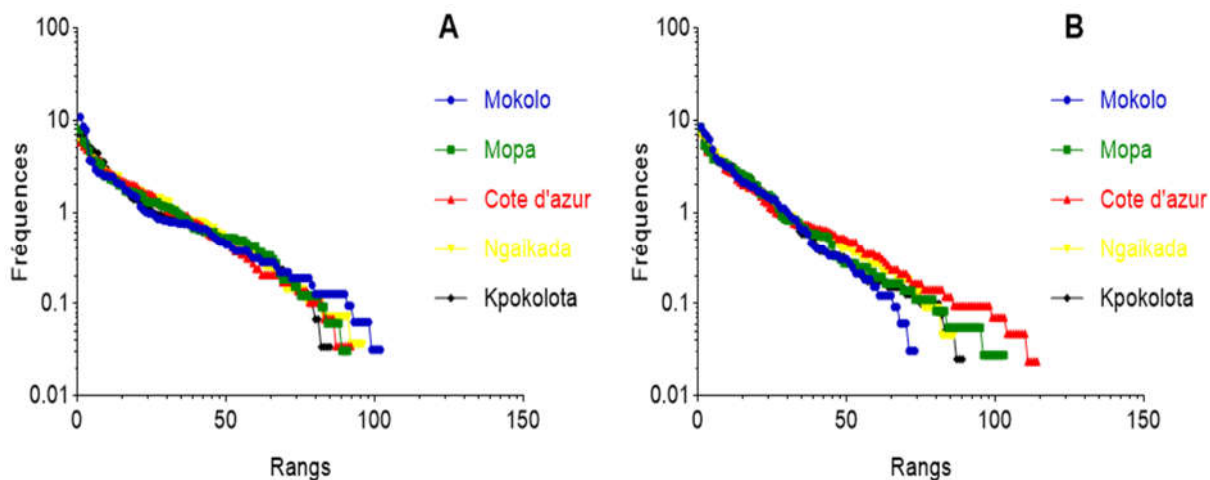 A
100
10
1
0.1
0.01
Fréquences
Mokolo
Mopa
Cote d'azur
Ngaikada
Kpokolota
0
50
100
150
Rangs
B
100
10
1
0.1
0.01
Fréquences
Mokolo
Mopa
Cote d'azur
Ngaikada
Kpokolota
0
50
100
150
Rangs